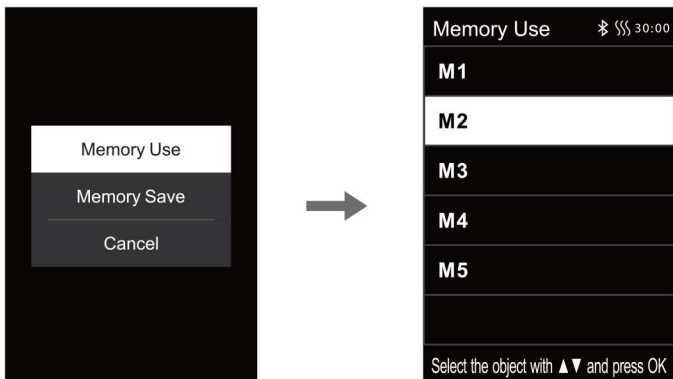 Memory Use
Memory Save
Cancel
Memory Use 30:00
M1
M2
M3
M4
M5
Select the object with ▲▼ and press OK